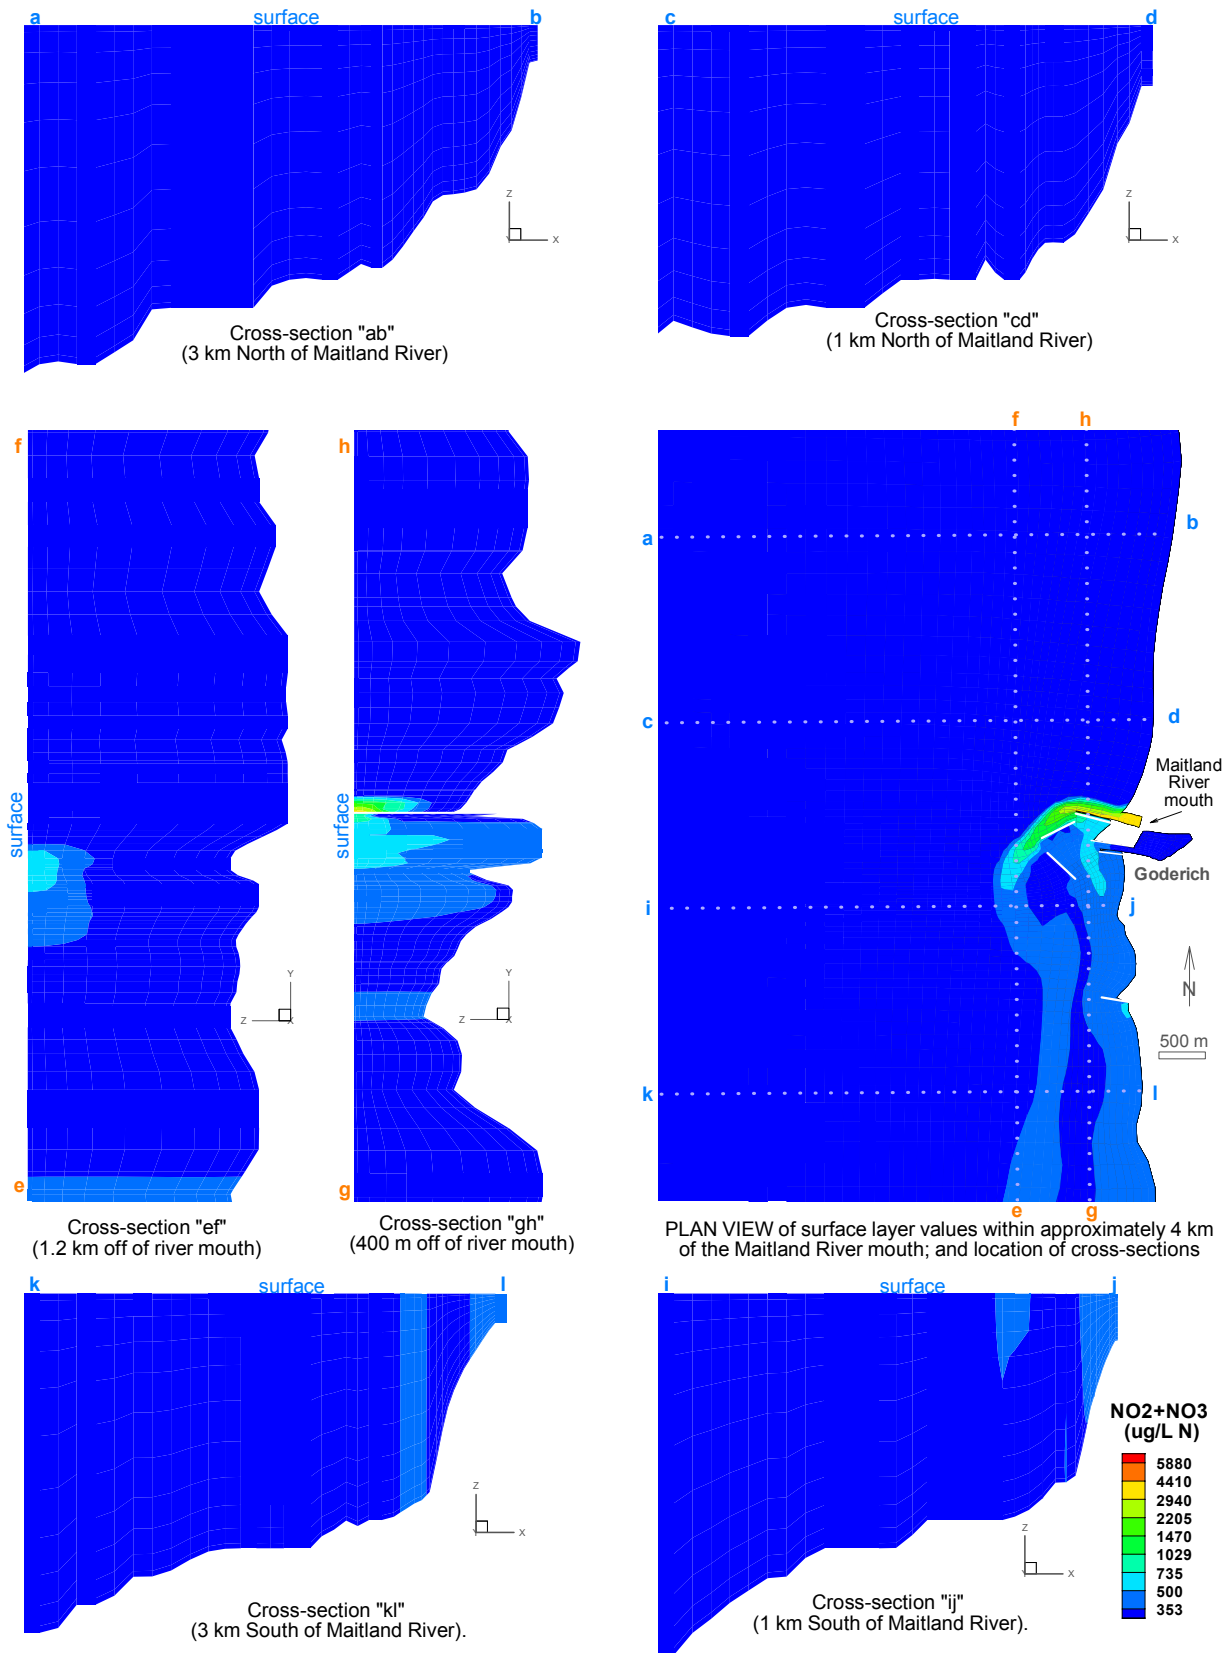 a surface b
c surface d
Z
X
Y
Z
X
Y
Cross-section "ab"
(3 km North of Maitland River)
Cross-section "cd"
(1 km North of Maitland River)
f
h
f h
surface
surface
a b
c d
Maitland
River
mouth
Goderich
i j
N
500 m
k l
Y
Z X
Y
Z X
e
g
e g
Cross-section "ef"
(1.2 km off of river mouth)
Cross-section "gh"
(400 m off of river mouth)
PLAN VIEW of surface layer values within approximately 4 km
of the Maitland River mouth; and location of cross-sections
k surface l
i surface j
Z
Y X
Z
Y X
Cross-section "kl"
(3 km South of Maitland River).
Cross-section "ij"
(1 km South of Maitland River).
NO2+NO3
(ug/L N)
5880
4410
2940
2205
1470
1029
735
500
353